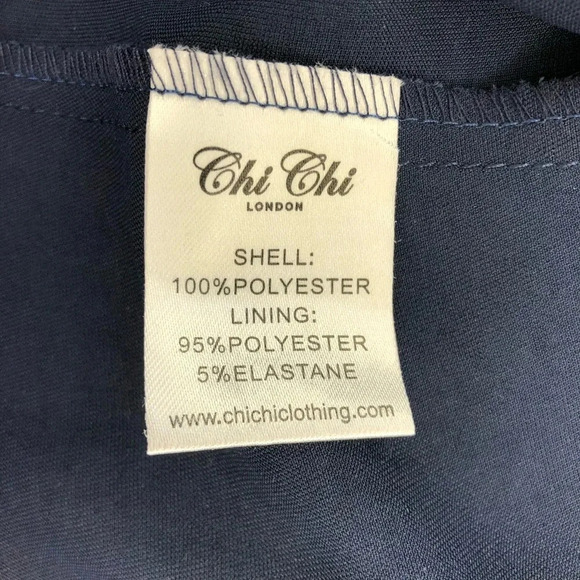 Chi Chi
LONDON
SHELL:
100%POLYESTER
LINING:
95%POLYESTER
5%ELASTANE
www.chichiclothing.com